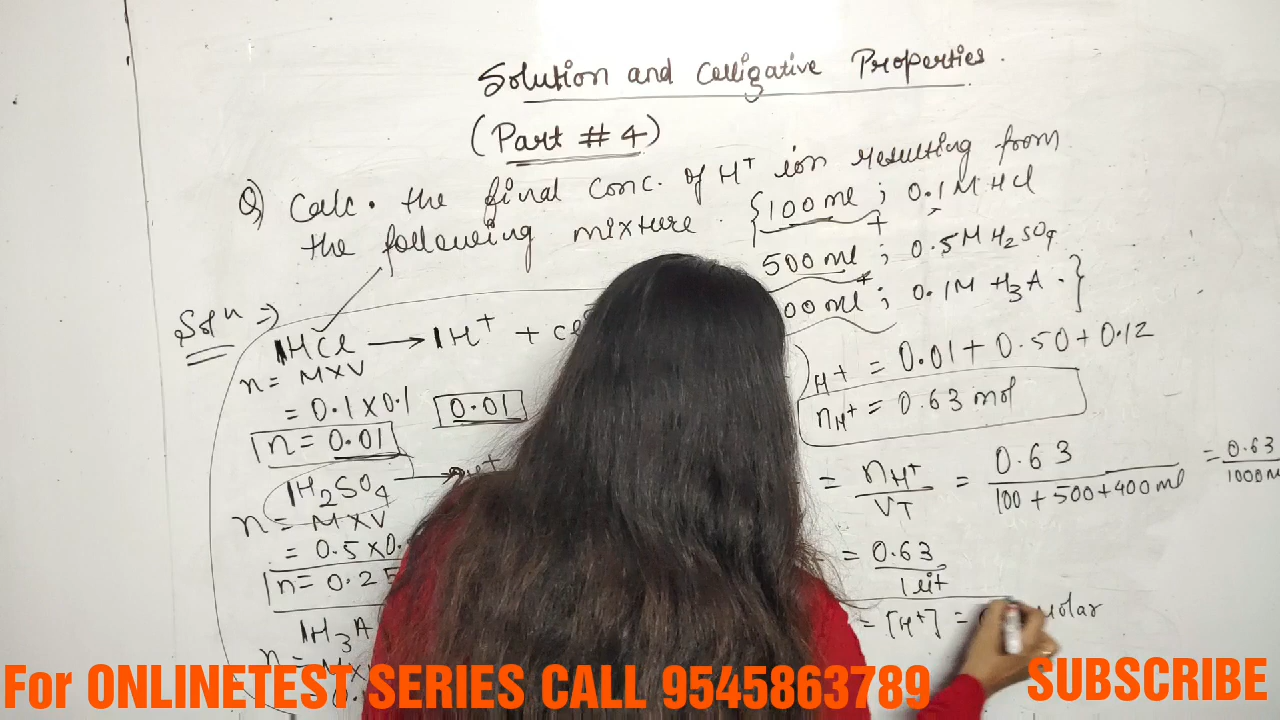 Solution and Colligative Properties.
(Part # 4)
Q) Calc. the final conc. of H⁺ ion resulting from
the following mixture. {100 ml ; 0.1 M HCl
+
500 ml ; 0.5 M H₂SO₄
+
00 ml ; 0.1 M H₃A . }
Solⁿ ⇒
1HCl → 1H⁺ + Cl
n = M×V
= 0.1×0.1 0.01
n = 0.01
1H₂SO₄ →
n = M×V
= 0.5×0.
n = 0.25
1H₃A
n = M×V
H⁺ = 0.01 + 0.50 + 0.12
nH⁺ = 0.63 mol
= nH⁺/VT = 0.63/100 + 500 + 400 ml = 0.63/1000 m
= 0.63/1 lit
= [H⁺] = molar
For ONLINETEST SERIES CALL 9545863789 SUBSCRIBE